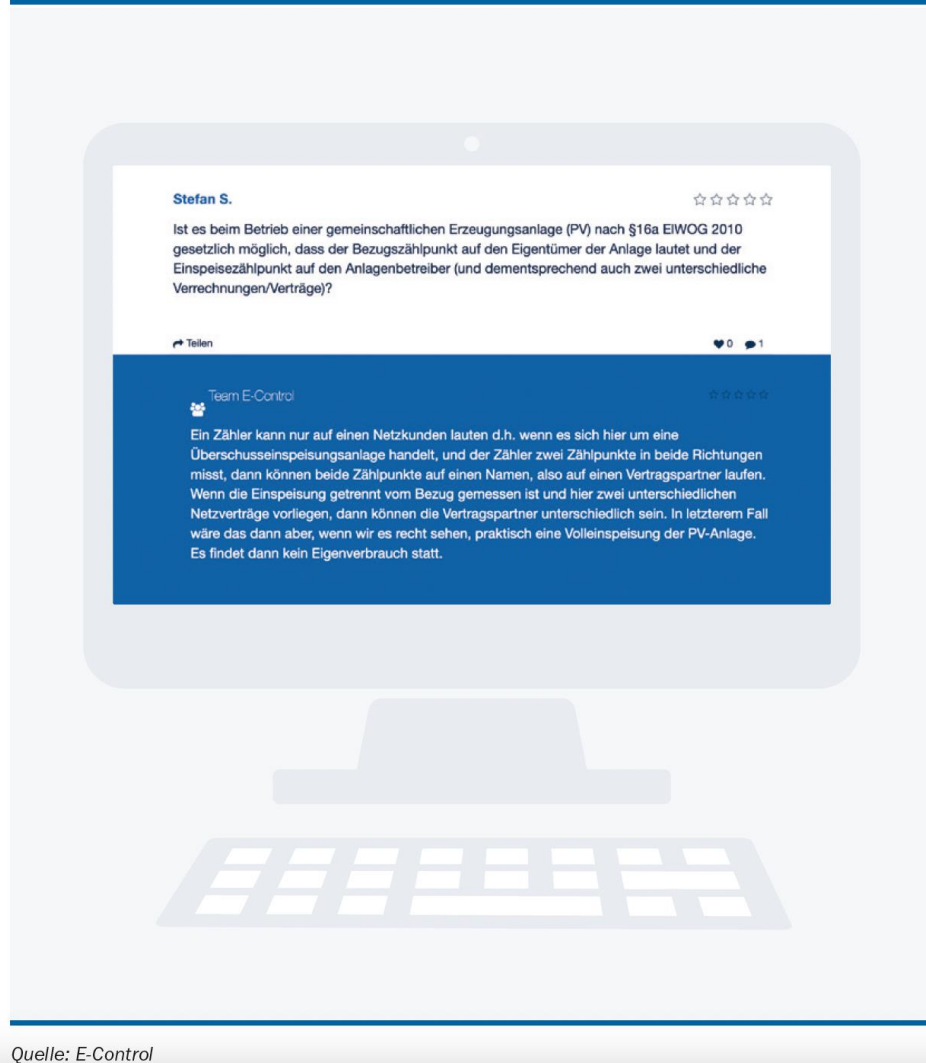 Stefan S.
Ist es beim Betrieb einer gemeinschaftlichen Erzeugungsanlage (PV) nach §16a ElWOG 2010
gesetzlich möglich, dass der Bezugszählpunkt auf den Eigentümer der Anlage lautet und der
Einspeisezählpunkt auf den Anlagenbetreiber (und dementsprechend auch zwei unterschiedliche
Verrechnungen/Verträge)?
Teilen
0 1
Team E-Control
Ein Zähler kann nur auf einen Netzkunden lauten d.h. wenn es sich hier um eine
Überschusseinspeisungsanlage handelt, und der Zähler zwei Zählpunkte in beide Richtungen
misst, dann können beide Zählpunkte auf einen Namen, also auf einen Vertragspartner laufen.
Wenn die Einspeisung getrennt vom Bezug gemessen ist und hier zwei unterschiedlichen
Netzverträge vorliegen, dann können die Vertragspartner unterschiedlich sein. In letzterem Fall
wäre das dann aber, wenn wir es recht sehen, praktisch eine Volleinspeisung der PV-Anlage.
Es findet dann kein Eigenverbrauch statt.
Quelle: E-Control